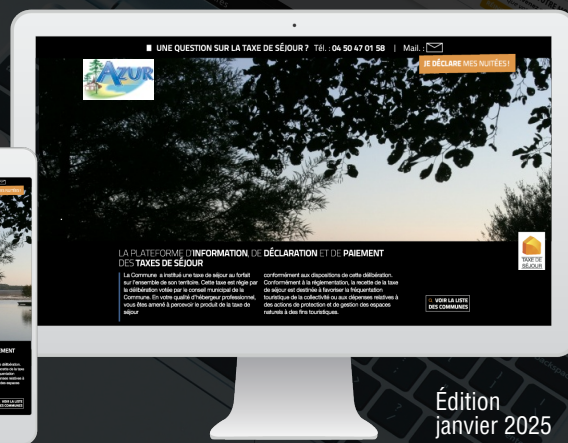 UNE QUESTION SUR LA TAXE DE SÉJOUR ? Tél. : 04 50 47 01 58 | Mail. :
JE DÉCLARE MES NUITÉES !
AZUR
LA PLATEFORME D'INFORMATION, DE DÉCLARATION ET DE PAIEMENT
DES TAXES DE SÉJOUR
La Commune a institué une taxe de séjour au forfait
sur l'ensemble de son territoire. Cette taxe est régie par
la délibération votée par le conseil municipal de la
Commune. En votre qualité d'hébergeur professionnel,
vous êtes amené à percevoir le produit de la taxe de
séjour
conformément aux dispositions de cette délibération.
Conformément à la réglementation, la recette de la taxe
de séjour est destinée à favoriser la fréquentation
touristique de la collectivité ou aux dépenses relatives à
des actions de protection et de gestion des espaces
naturels à des fins touristiques.
TAXE DE
SÉJOUR
VOIR LA LISTE
DES COMMUNES
VOIR LA LISTE
DES COMMUNES
Édition
janvier 2025